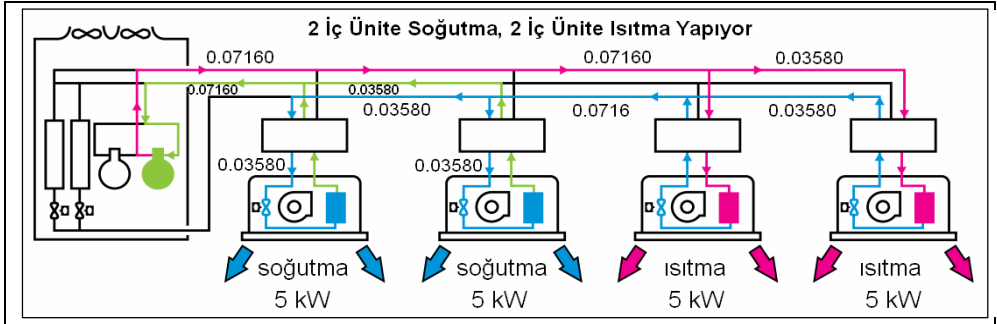 2 İç Ünite Soğutma, 2 İç Ünite Isıtma Yapıyor
0.07160 0.07160 0.03580
0.07160 0.03580
0.03580 0.0716 0.03580
0.03580 0.03580
soğutma soğutma ısıtma ısıtma
5 kW 5 kW 5 kW 5 kW